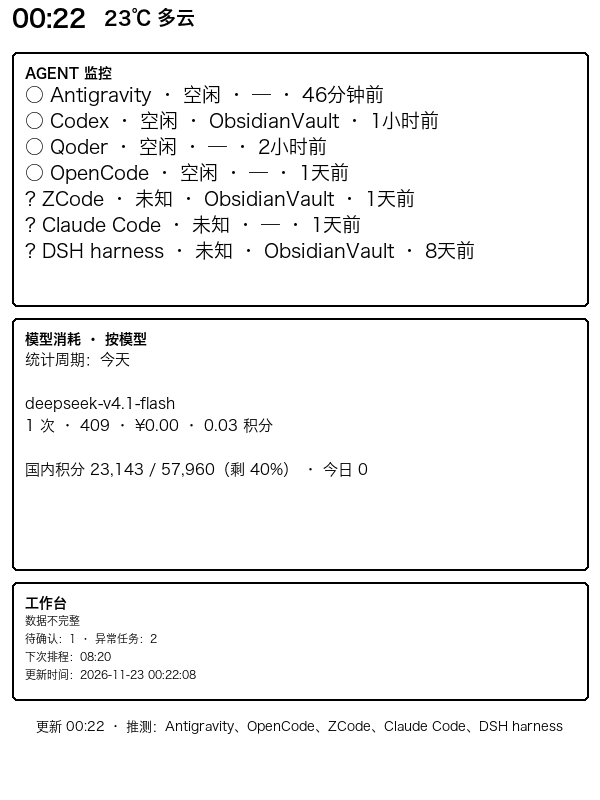 00:22 23℃ 多云
AGENT 监控
○ Antigravity · 空闲 · — · 46分钟前
○ Codex · 空闲 · ObsidianVault · 1小时前
○ Qoder · 空闲 · — · 2小时前
○ OpenCode · 空闲 · — · 1天前
? ZCode · 未知 · ObsidianVault · 1天前
? Claude Code · 未知 · — · 1天前
? DSH harness · 未知 · ObsidianVault · 8天前
模型消耗 · 按模型
统计周期：今天
deepseek-v4.1-flash
1 次 · 409 · ¥0.00 · 0.03 积分
国内积分 23,143 / 57,960（剩 40%） · 今日 0
工作台
数据不完整
待确认：1 · 异常任务：2
下次排程：08:20
更新时间：2026-11-23 00:22:08
更新 00:22 · 推测：Antigravity、OpenCode、ZCode、Claude Code、DSH harness